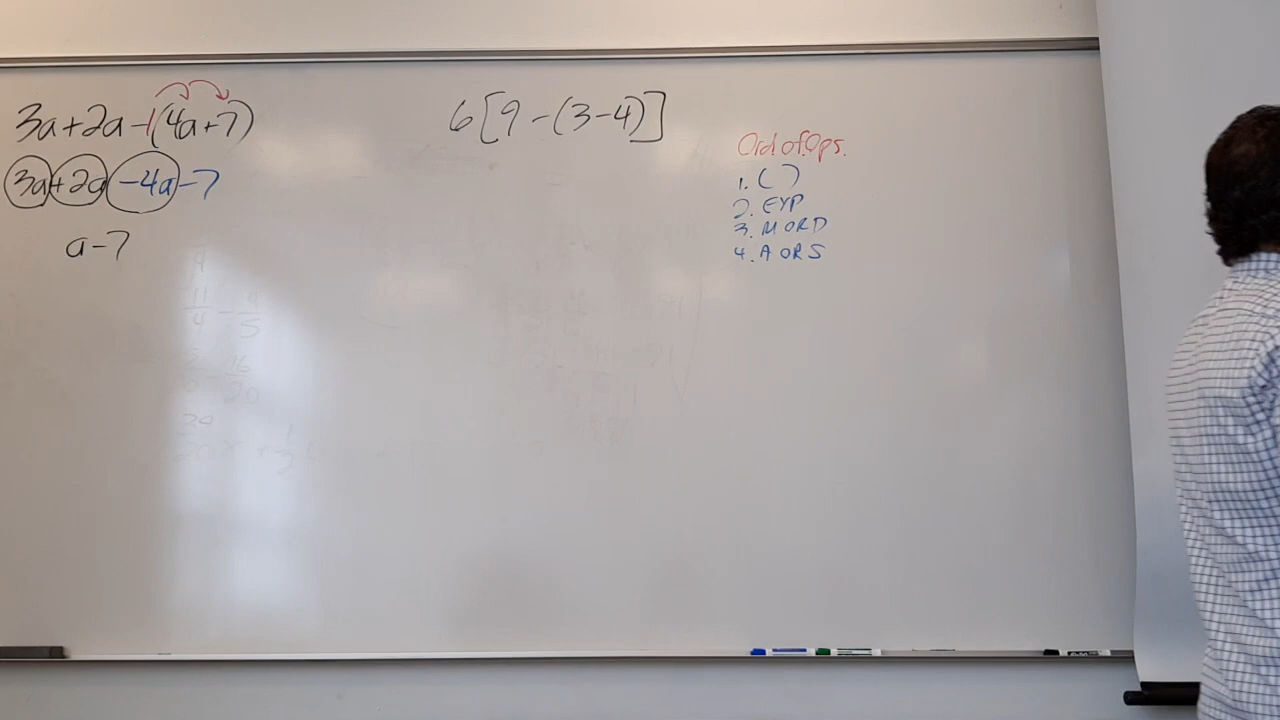 3a+2a-1(4a+7)
3a+2a-4a-7
a-7
6[9-(3-4)]
Ord of Ops.
1. ( )
2. EXP
3. M OR D
4. A OR S